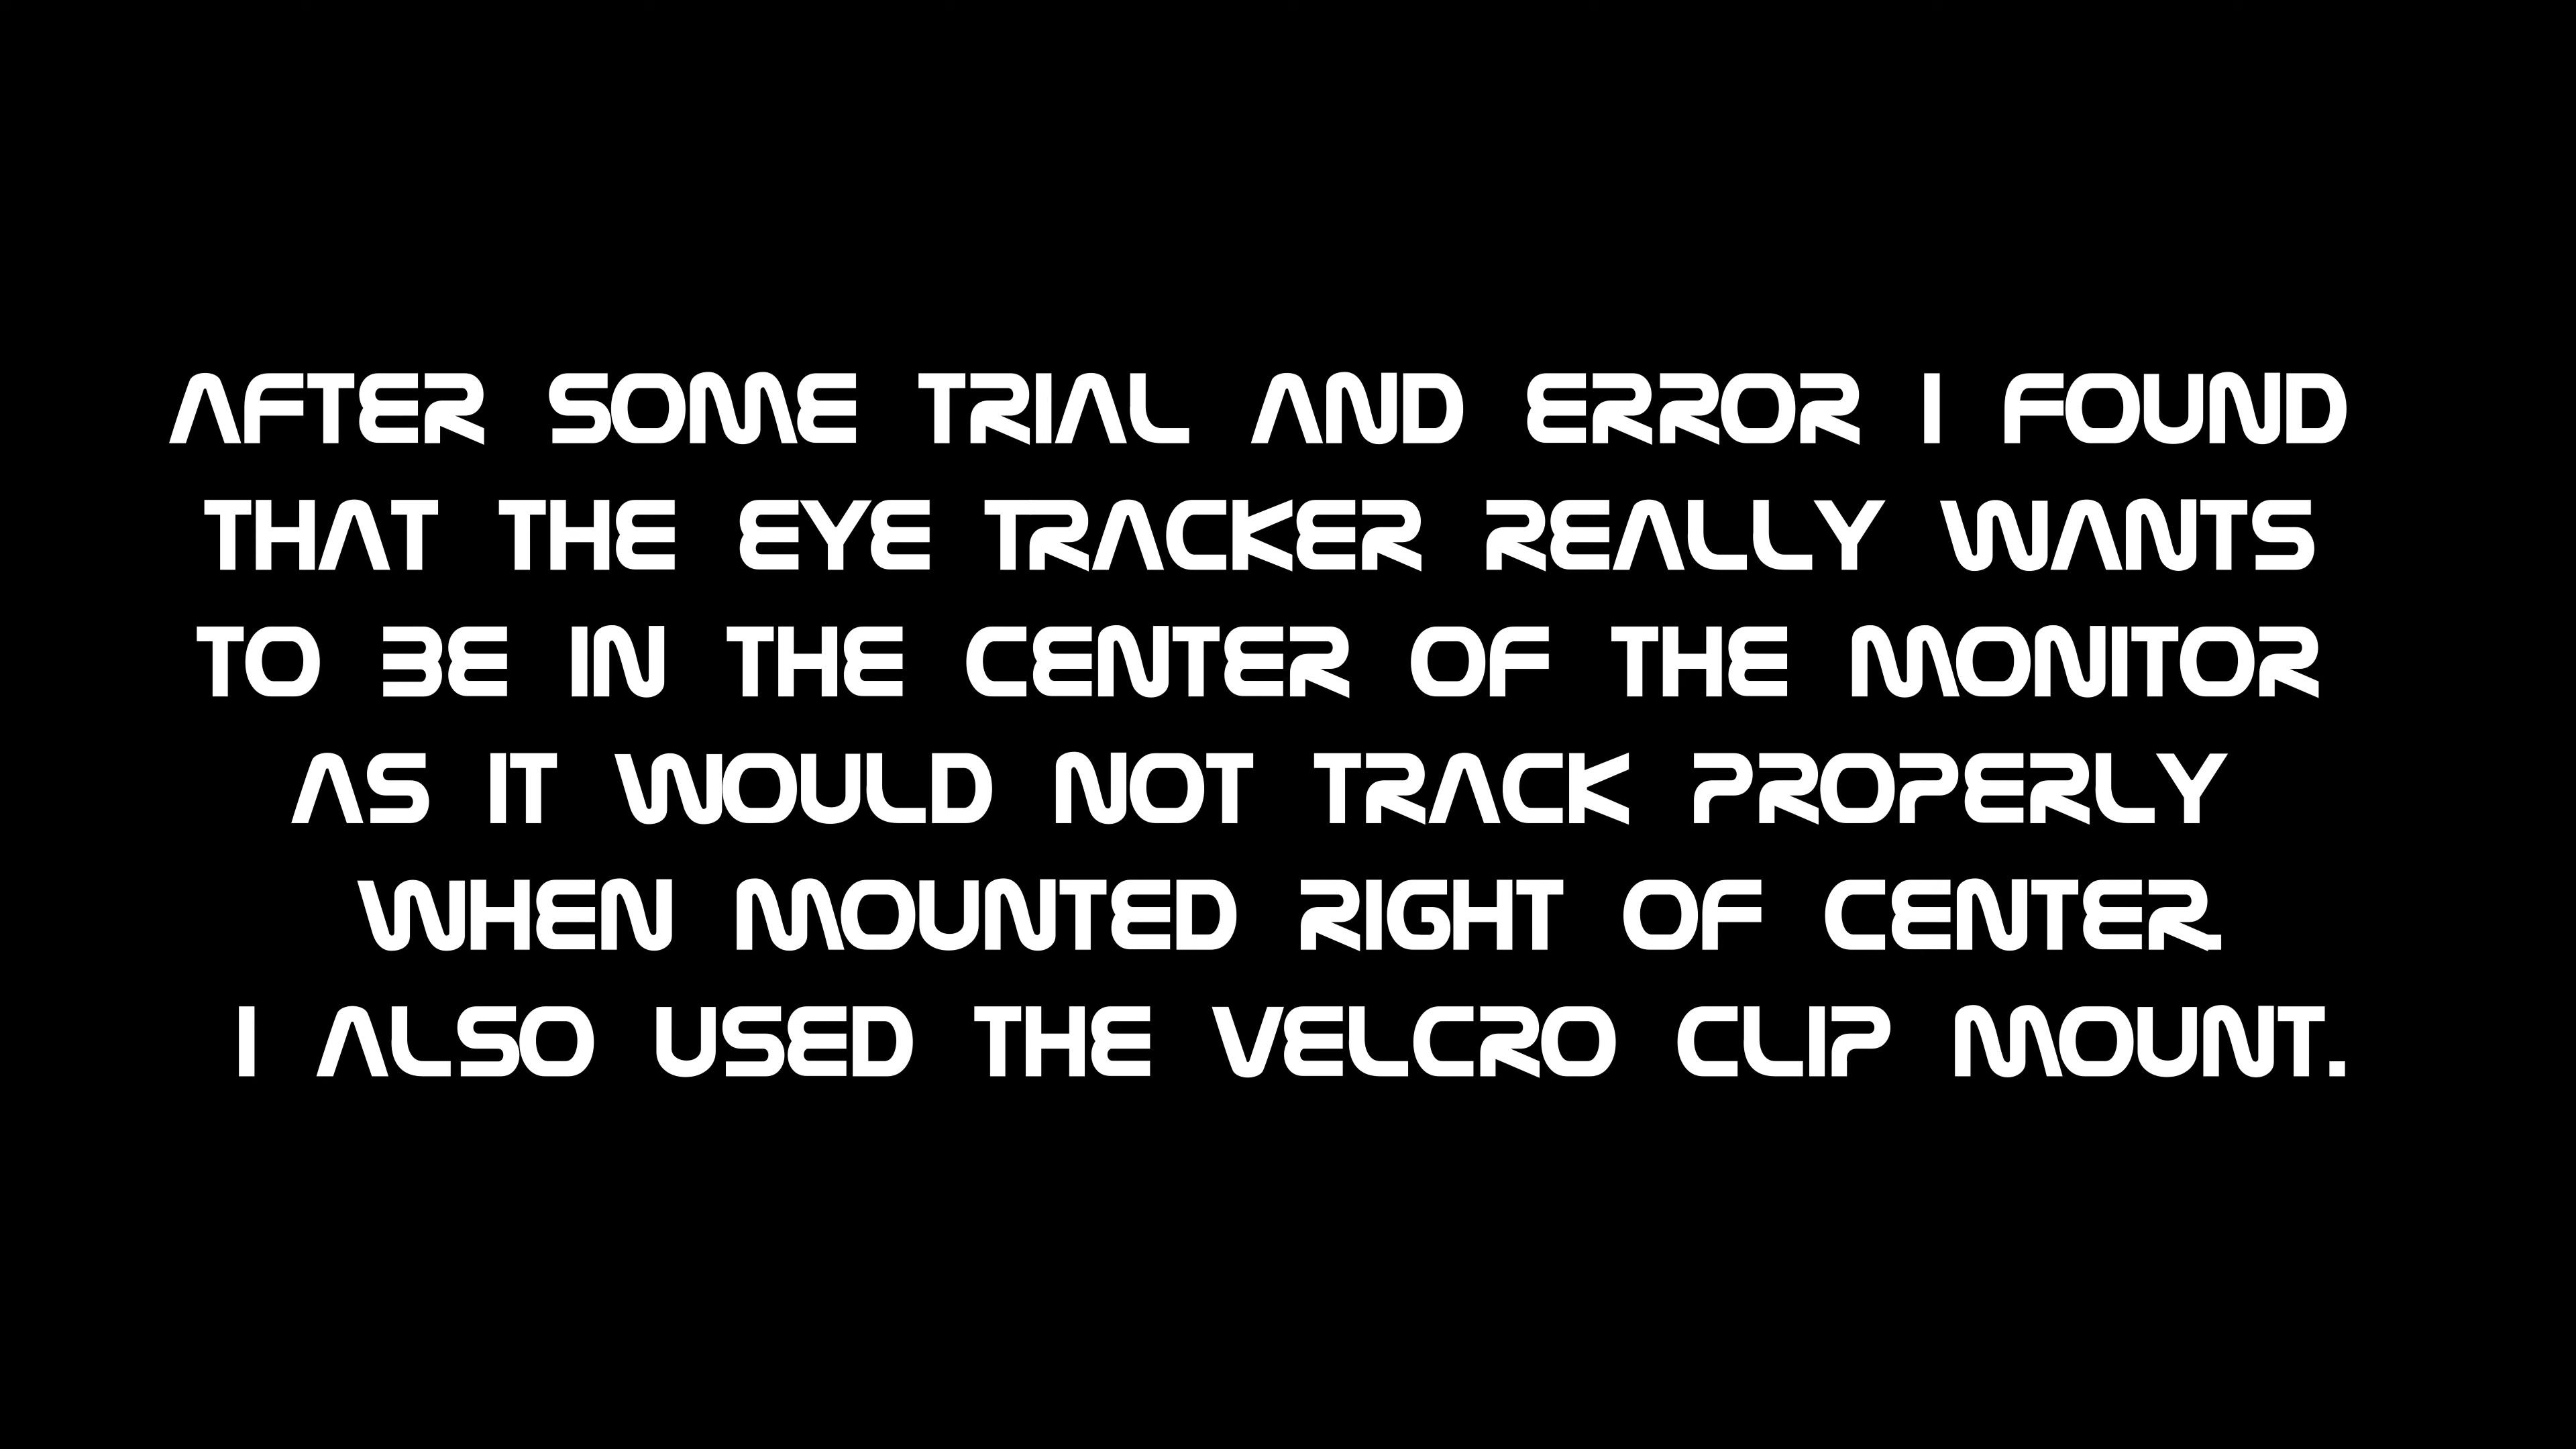 AFTER SOME TRIAL AND ERROR I FOUND
THAT THE EYE TRACKER REALLY WANTS
TO BE IN THE CENTER OF THE MONITOR
AS IT WOULD NOT TRACK PROPERLY
WHEN MOUNTED RIGHT OF CENTER.
I ALSO USED THE VELCRO CLIP MOUNT.